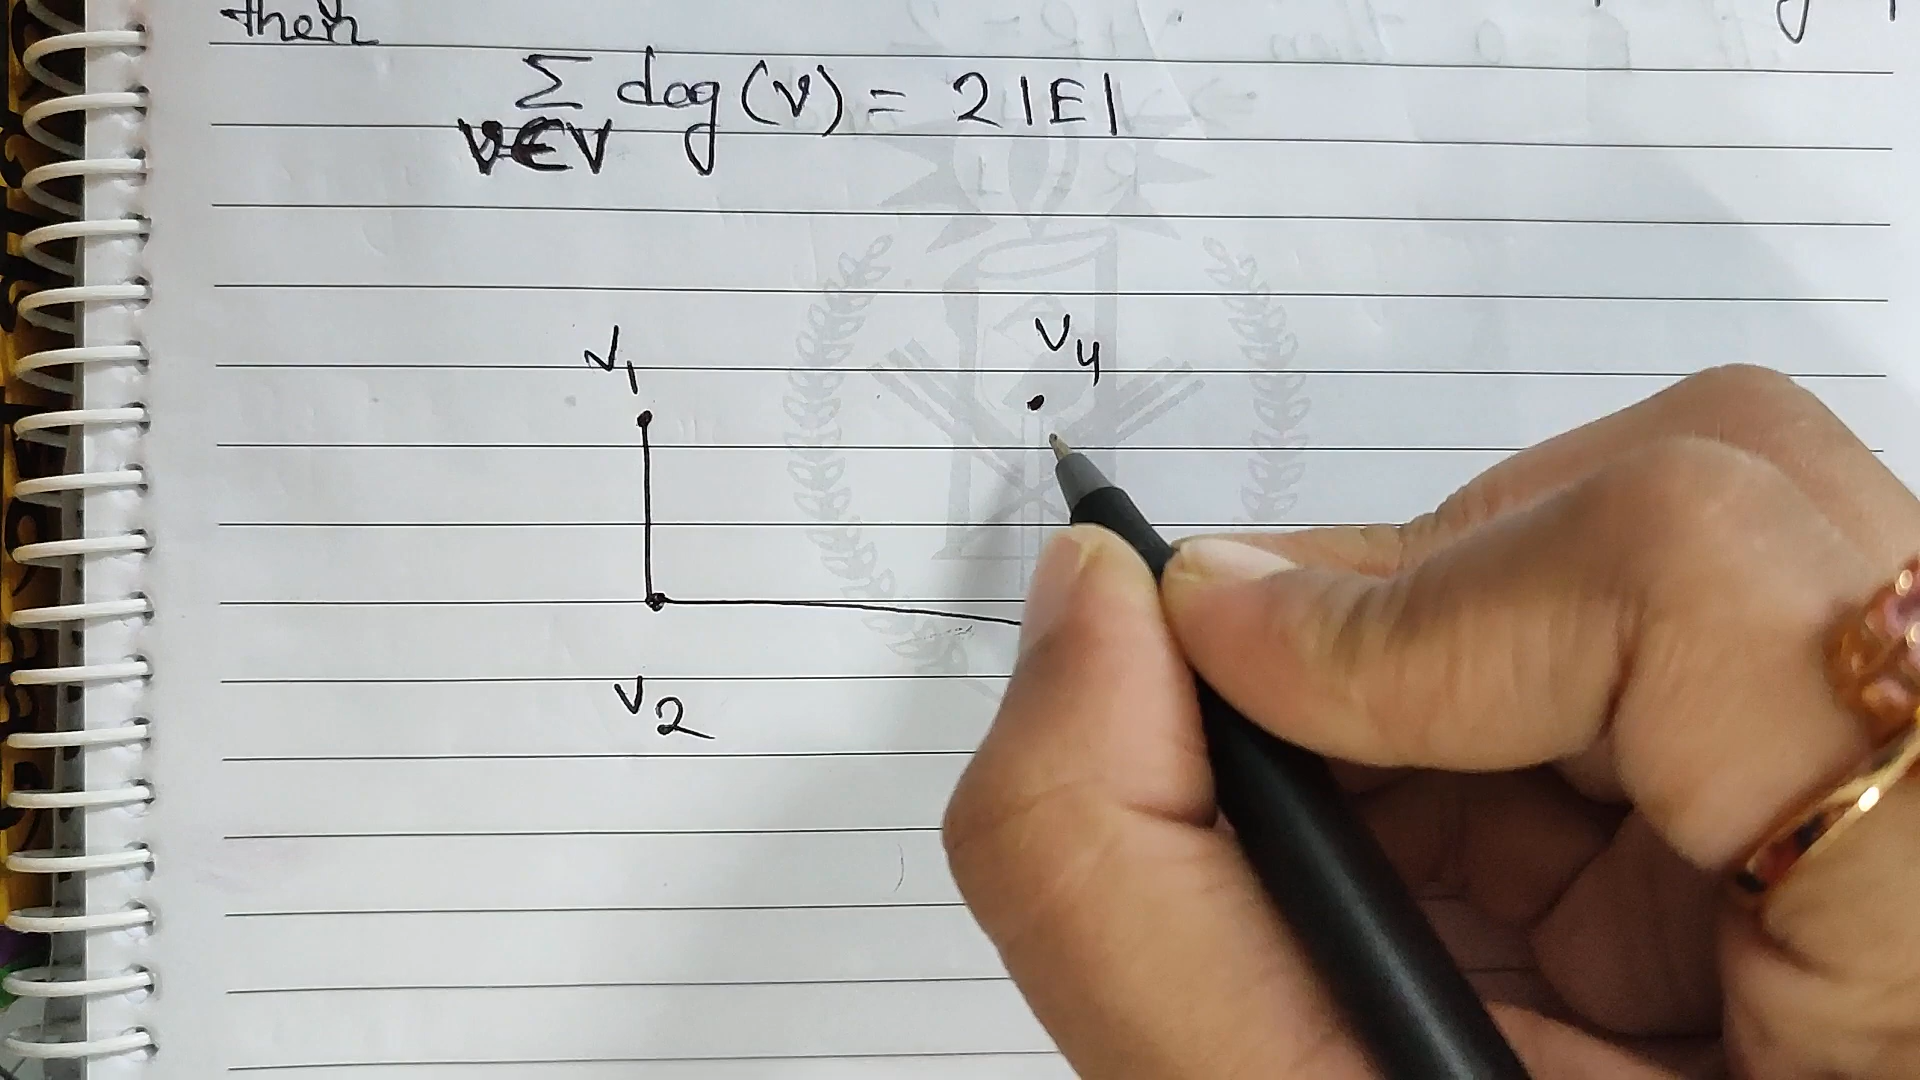 then
Σ deg (v) = 2|E|
v∈V
v1
v4
v2